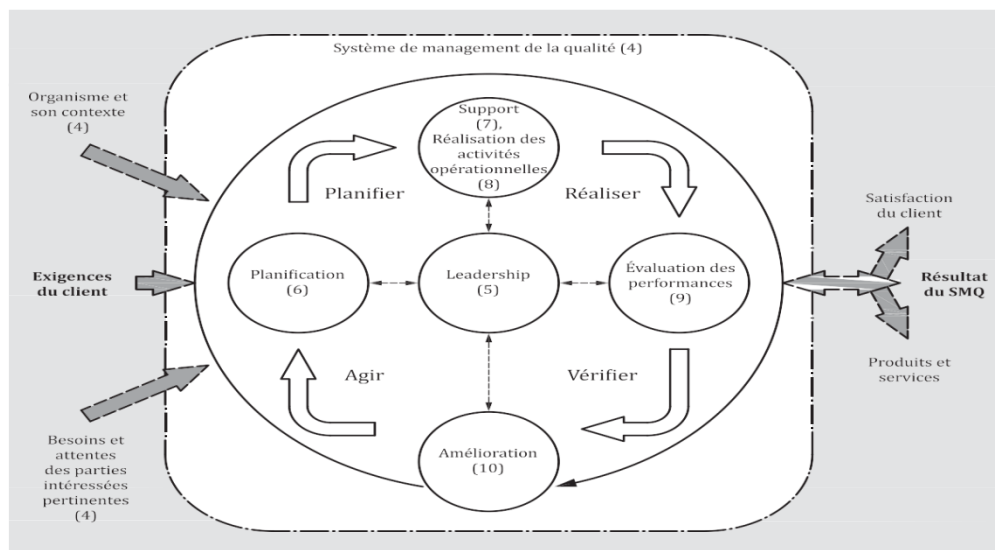 Système de management de la qualité (4)
Organisme et
son contexte
(4)
Support
(7),
Réalisation des
activités
opérationnelles
(8)
Planifier
Réaliser
Satisfaction
du client
Exigences
du client
Planification
(6)
Leadership
(5)
Évaluation des
performances
(9)
Résultat
du SMQ
Agir
Vérifier
Produits et
services
Besoins et
attentes
des parties
intéressées
pertinentes
(4)
Amélioration
(10)